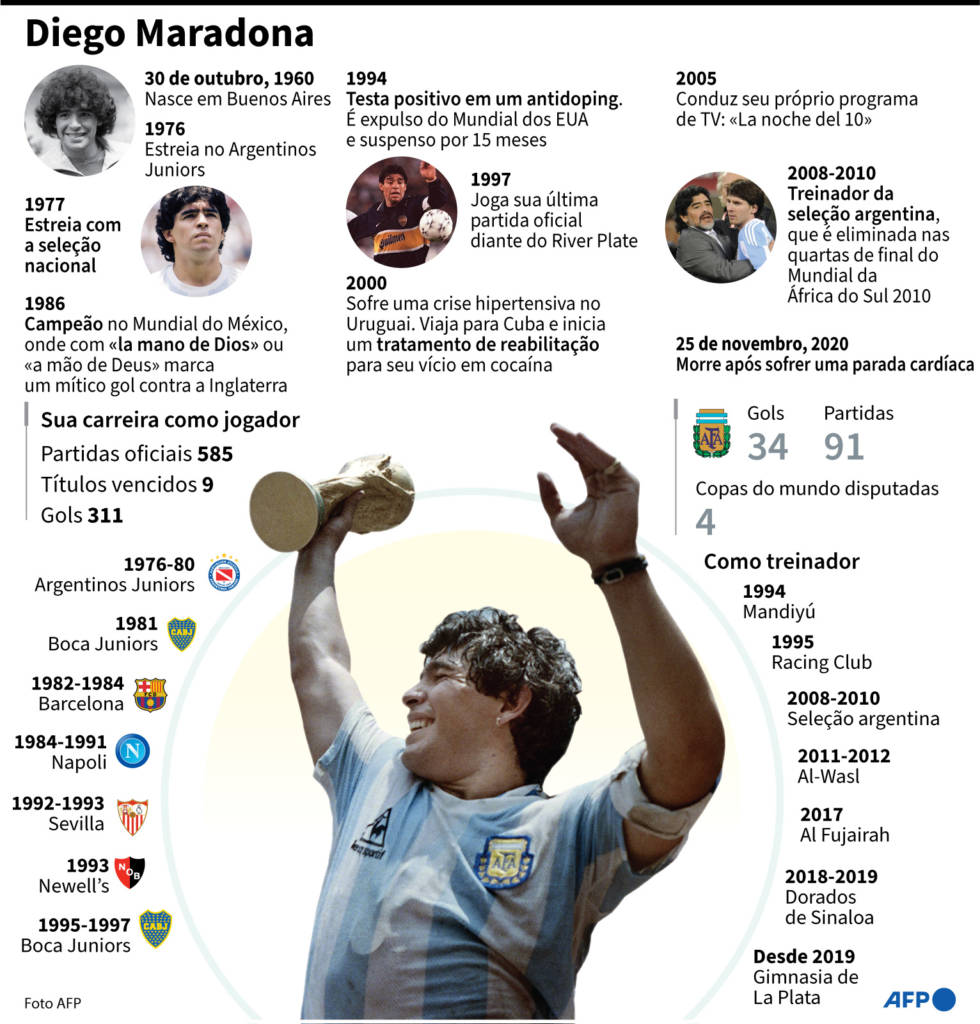 Diego Maradona
30 de outubro, 1960
Nasce em Buenos Aires
1976
Estreia no Argentinos
Juniors
1977
Estreia com
a seleção
nacional
1986
Campeão no Mundial do México,
onde com «la mano de Dios» ou
«a mão de Deus» marca
um mítico gol contra a Inglaterra
1994
Testa positivo em um antidoping.
É expulso do Mundial dos EUA
e suspenso por 15 meses
1997
Joga sua última
partida oficial
diante do River Plate
2000
Sofre uma crise hipertensiva no
Uruguai. Viaja para Cuba e inicia
um tratamento de reabilitação
para seu vício em cocaína
2005
Conduz seu próprio programa
de TV: «La noche del 10»
2008-2010
Treinador da
seleção argentina,
que é eliminada nas
quartas de final do
Mundial da
África do Sul 2010
25 de novembro, 2020
Morre após sofrer uma parada cardíaca
Sua carreira como jogador
Partidas oficiais 585
Títulos vencidos 9
Gols 311
AFA
Gols
34
Partidas
91
Copas do mundo disputadas
4
1976-80
Argentinos Juniors
1981
Boca Juniors
CABJ
1982-1984
Barcelona
1984-1991
Napoli
N
1992-1993
Sevilla
1993
Newell's
NOB
1995-1997
Boca Juniors
CABJ
Como treinador
1994
Mandiyú
1995
Racing Club
2008-2010
Seleção argentina
2011-2012
Al-Wasl
2017
Al Fujairah
2018-2019
Dorados
de Sinaloa
Desde 2019
Gimnasia de
La Plata
AFA
Foto AFP
AFP